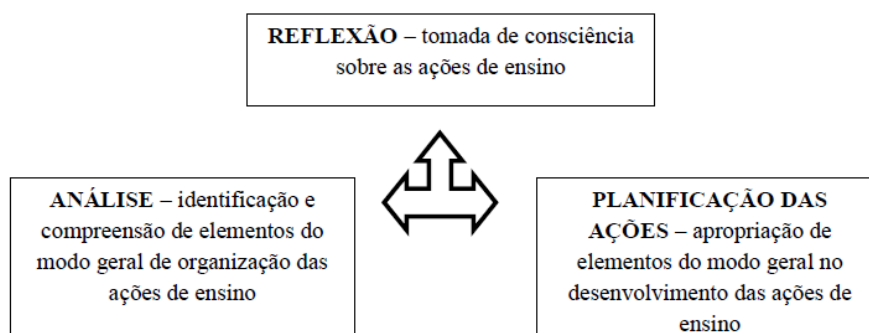 REFLEXÃO – tomada de consciência
sobre as ações de ensino
ANÁLISE – identificação e
compreensão de elementos do
modo geral de organização das
ações de ensino
PLANIFICAÇÃO DAS
AÇÕES – apropriação de
elementos do modo geral no
desenvolvimento das ações de
ensino